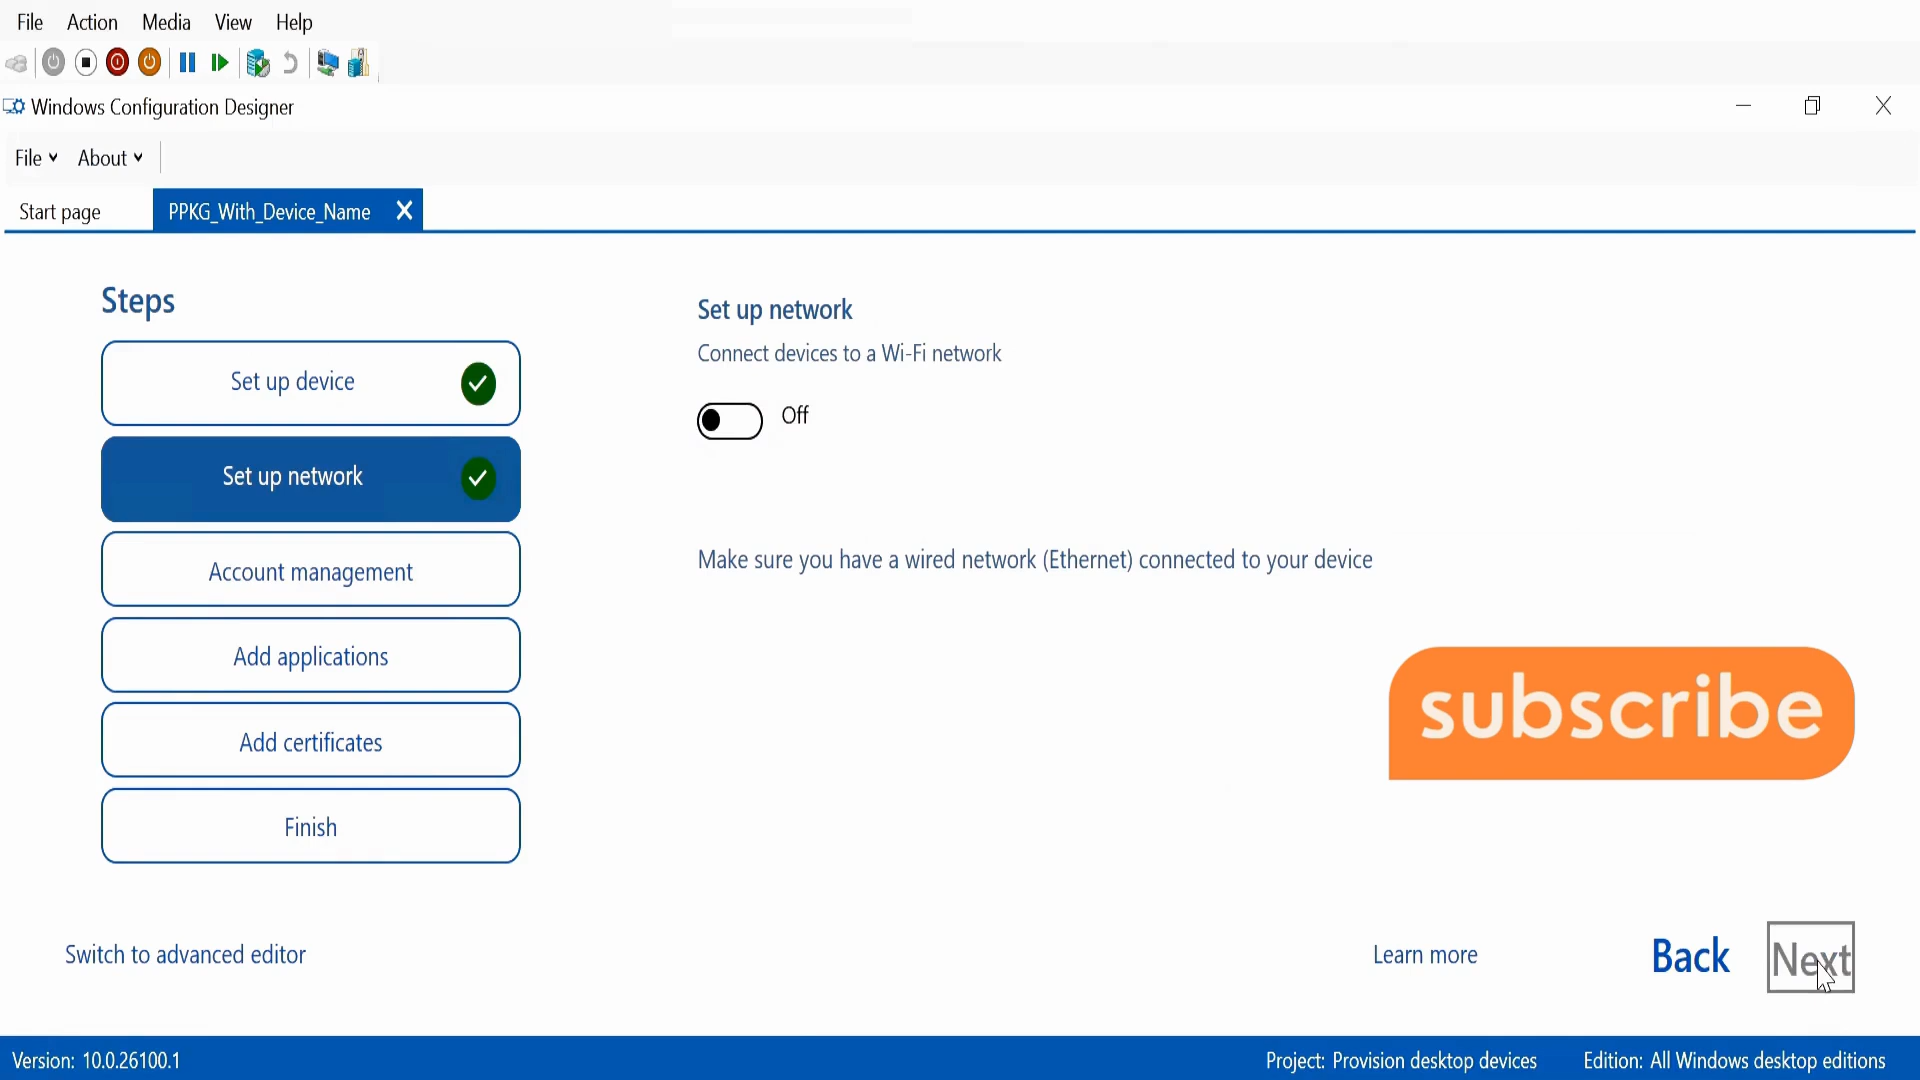 File Action Media View Help
Windows Configuration Designer
File About
Start page PPKG_With_Device_Name
Steps
Set up device
Set up network
Account management
Add applications
Add certificates
Finish
Set up network
Connect devices to a Wi-Fi network
Off
Make sure you have a wired network (Ethernet) connected to your device
subscribe
Switch to advanced editor
Learn more
Back
Next
Version: 10.0.26100.1
Project: Provision desktop devices
Edition: All Windows desktop editions